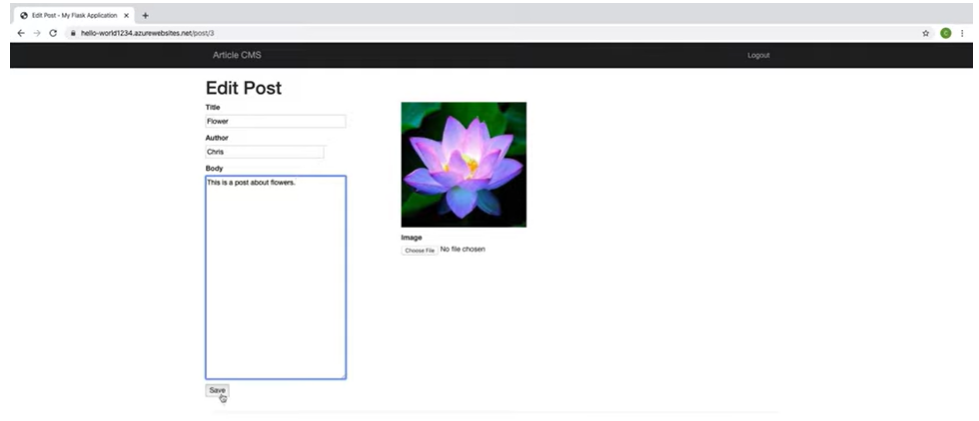 Edit Post - My Flask Application
hello-world1234.azurewebsites.net/post/3
Article CMS
Logout
Edit Post
Title
Flower
Author
Chris
Body
This is a post about flowers.
Image
Choose File No file chosen
Save